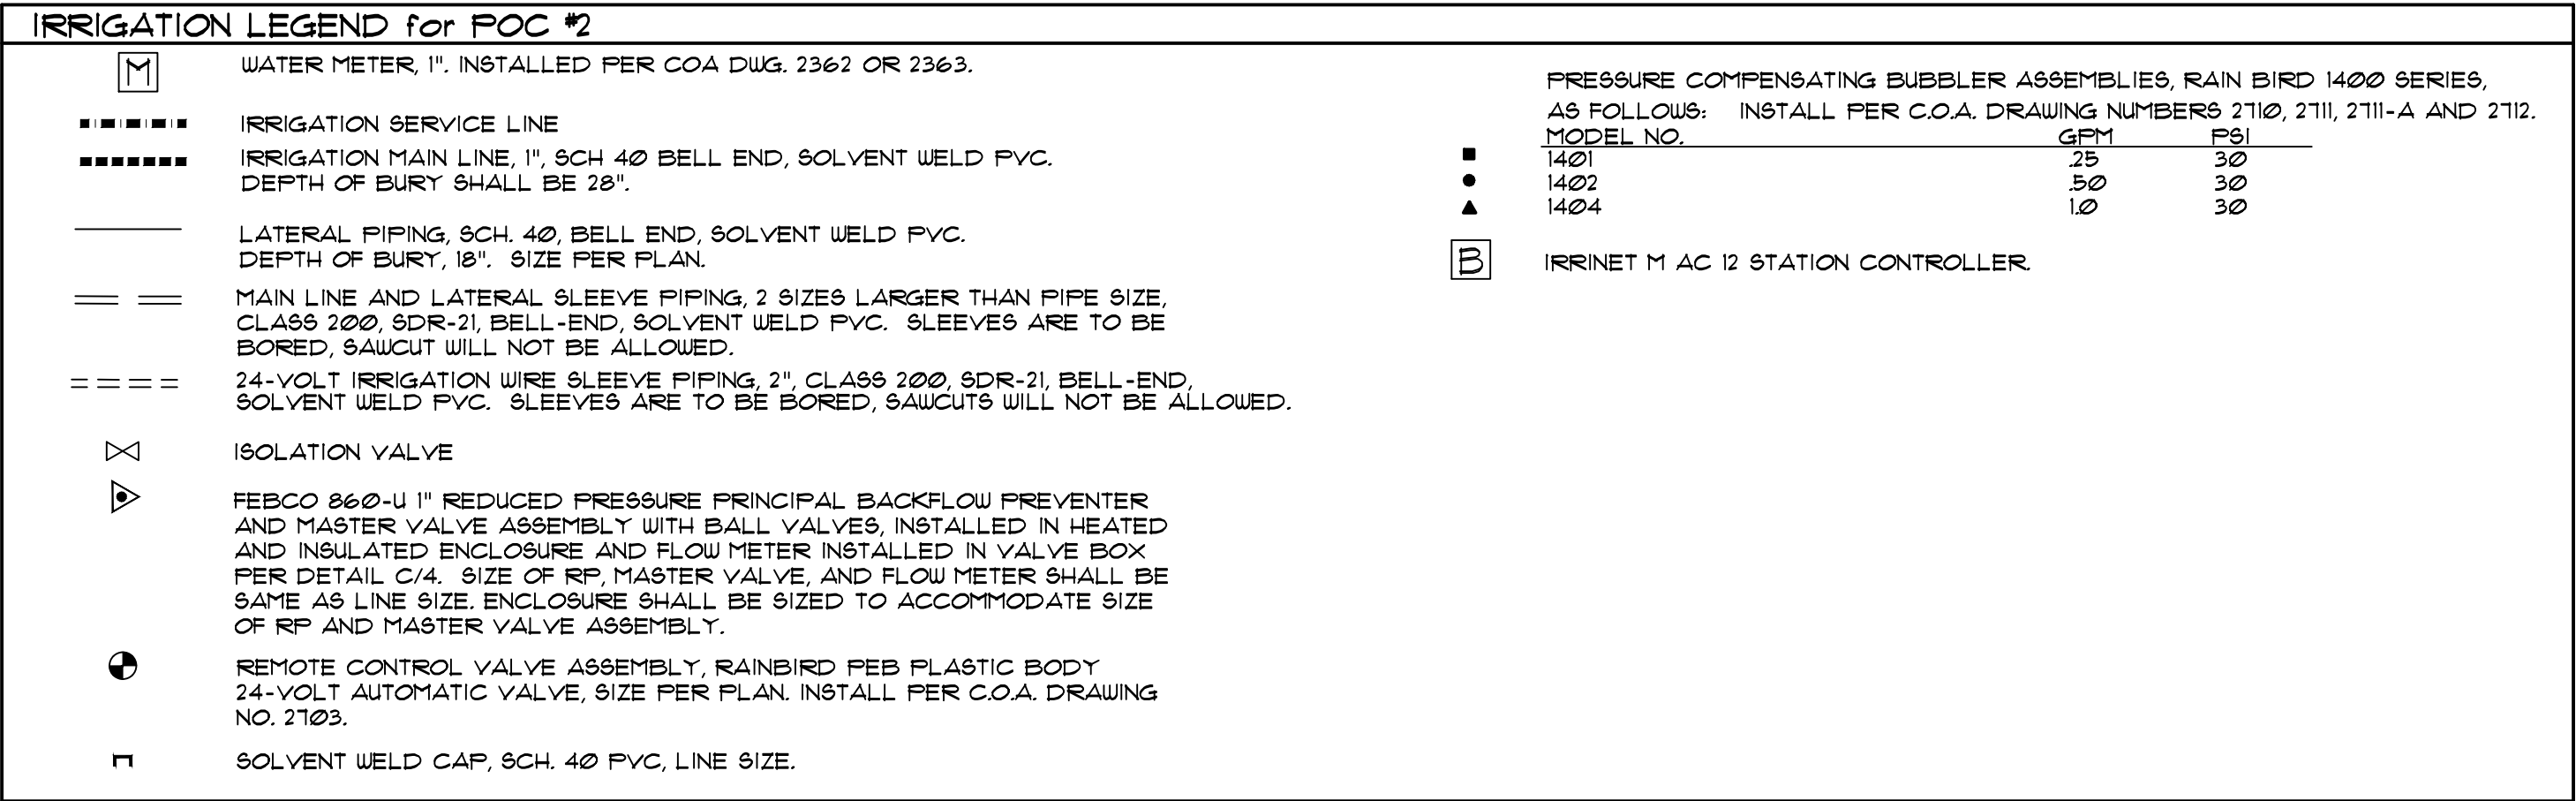 IRRIGATION LEGEND for POC #2
M
WATER METER, 1". INSTALLED PER COA DWG. 2362 OR 2363.
IRRIGATION SERVICE LINE
IRRIGATION MAIN LINE, 1", SCH 40 BELL END, SOLVENT WELD PVC.
DEPTH OF BURY SHALL BE 28".
LATERAL PIPING, SCH. 40, BELL END, SOLVENT WELD PVC.
DEPTH OF BURY, 18". SIZE PER PLAN.
MAIN LINE AND LATERAL SLEEVE PIPING, 2 SIZES LARGER THAN PIPE SIZE,
CLASS 200, SDR-21, BELL-END, SOLVENT WELD PVC. SLEEVES ARE TO BE
BORED, SAWCUT WILL NOT BE ALLOWED.
24-VOLT IRRIGATION WIRE SLEEVE PIPING, 2", CLASS 200, SDR-21, BELL-END,
SOLVENT WELD PVC. SLEEVES ARE TO BE BORED, SAWCUTS WILL NOT BE ALLOWED.
ISOLATION VALVE
FEBCO 860-U 1" REDUCED PRESSURE PRINCIPAL BACKFLOW PREVENTER
AND MASTER VALVE ASSEMBLY WITH BALL VALVES, INSTALLED IN HEATED
AND INSULATED ENCLOSURE AND FLOW METER INSTALLED IN VALVE BOX
PER DETAIL C/4. SIZE OF RP, MASTER VALVE, AND FLOW METER SHALL BE
SAME AS LINE SIZE. ENCLOSURE SHALL BE SIZED TO ACCOMMODATE SIZE
OF RP AND MASTER VALVE ASSEMBLY.
REMOTE CONTROL VALVE ASSEMBLY, RAINBIRD PEB PLASTIC BODY
24-VOLT AUTOMATIC VALVE, SIZE PER PLAN. INSTALL PER C.O.A. DRAWING
NO. 2703.
SOLVENT WELD CAP, SCH. 40 PVC, LINE SIZE.
PRESSURE COMPENSATING BUBBLER ASSEMBLIES, RAIN BIRD 1400 SERIES,
AS FOLLOWS: INSTALL PER C.O.A. DRAWING NUMBERS 2710, 2711, 2711-A AND 2712.
MODEL NO. GPM PSI
1401 .25 30
1402 .50 30
1404 1.0 30
B
IRRINET M AC 12 STATION CONTROLLER.